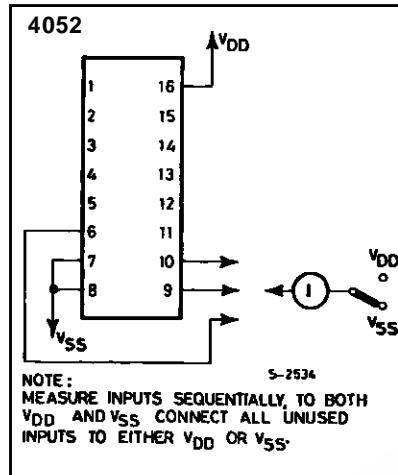 4052
VDD
1 16
2 15
3 14
4 13
5 12
6 11
7 10
8 9
VDD
I
VSS
VSS
S-2534
NOTE:
MEASURE INPUTS SEQUENTIALLY, TO BOTH
VDD AND VSS CONNECT ALL UNUSED
INPUTS TO EITHER VDD OR VSS.